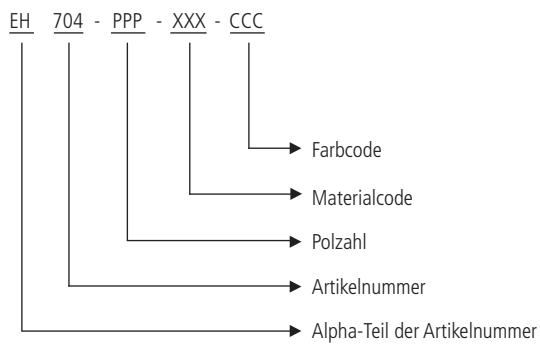 EH 704 - PPP - XXX - CCC
Farbcode
Materialcode
Polzahl
Artikelnummer
Alpha-Teil der Artikelnummer